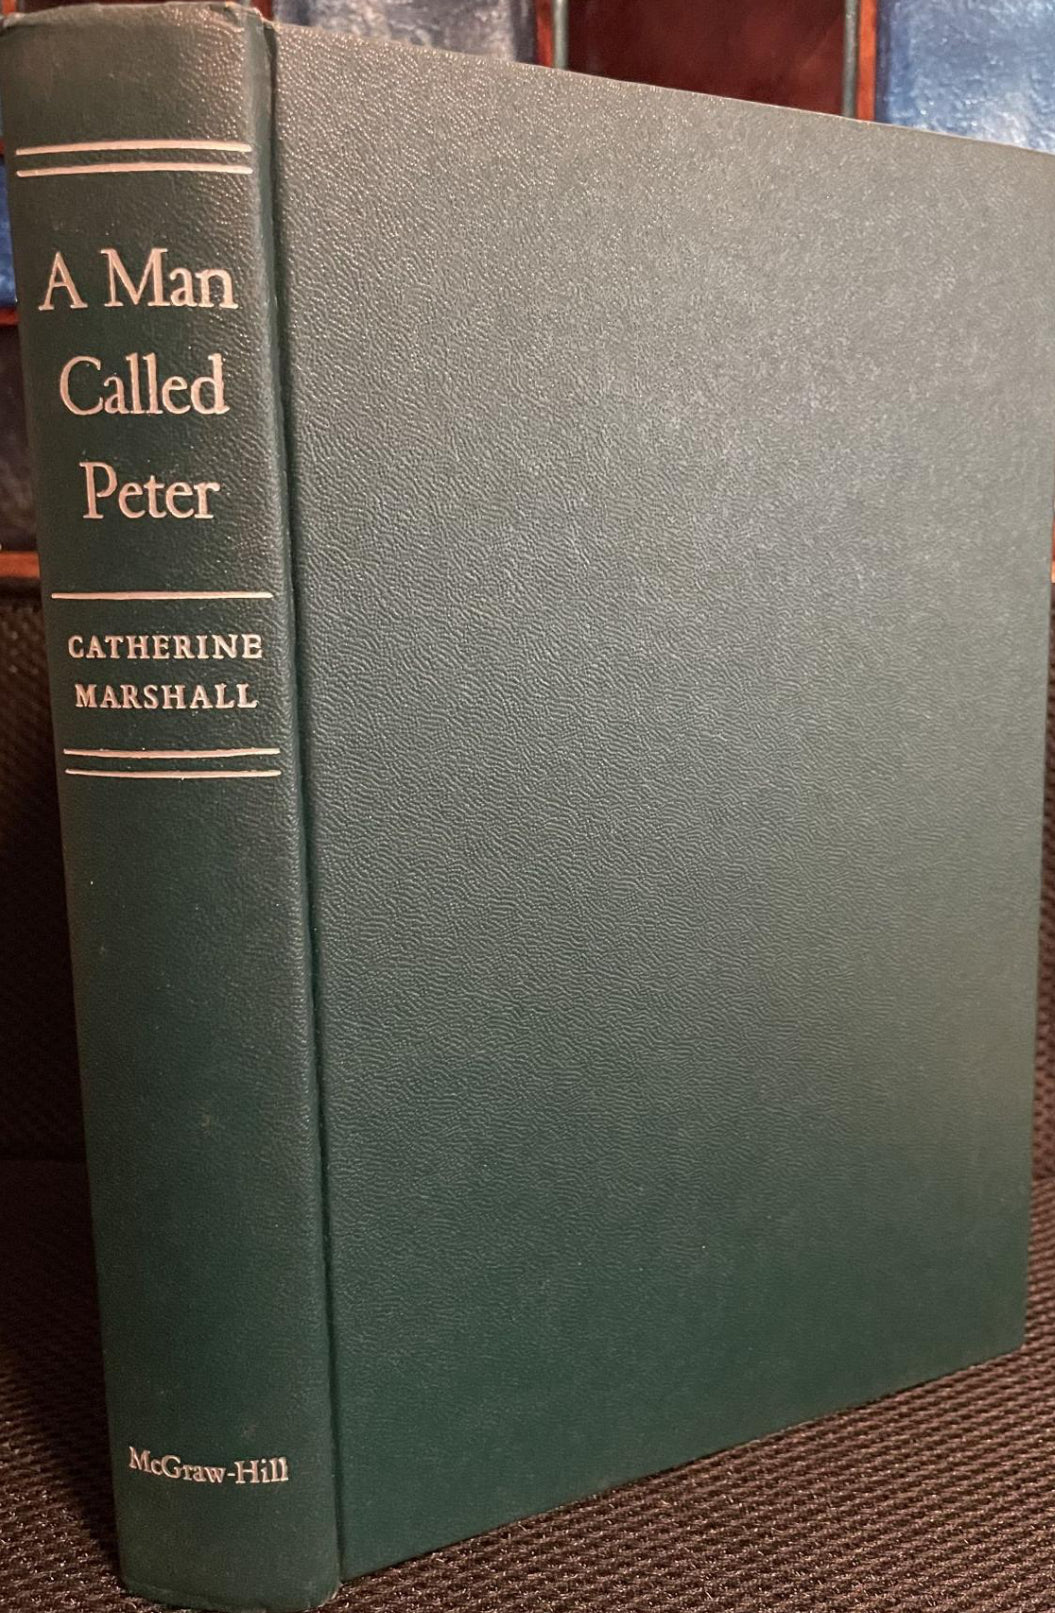 A Man
Called
Peter
CATHERINE
MARSHALL
McGraw-Hill